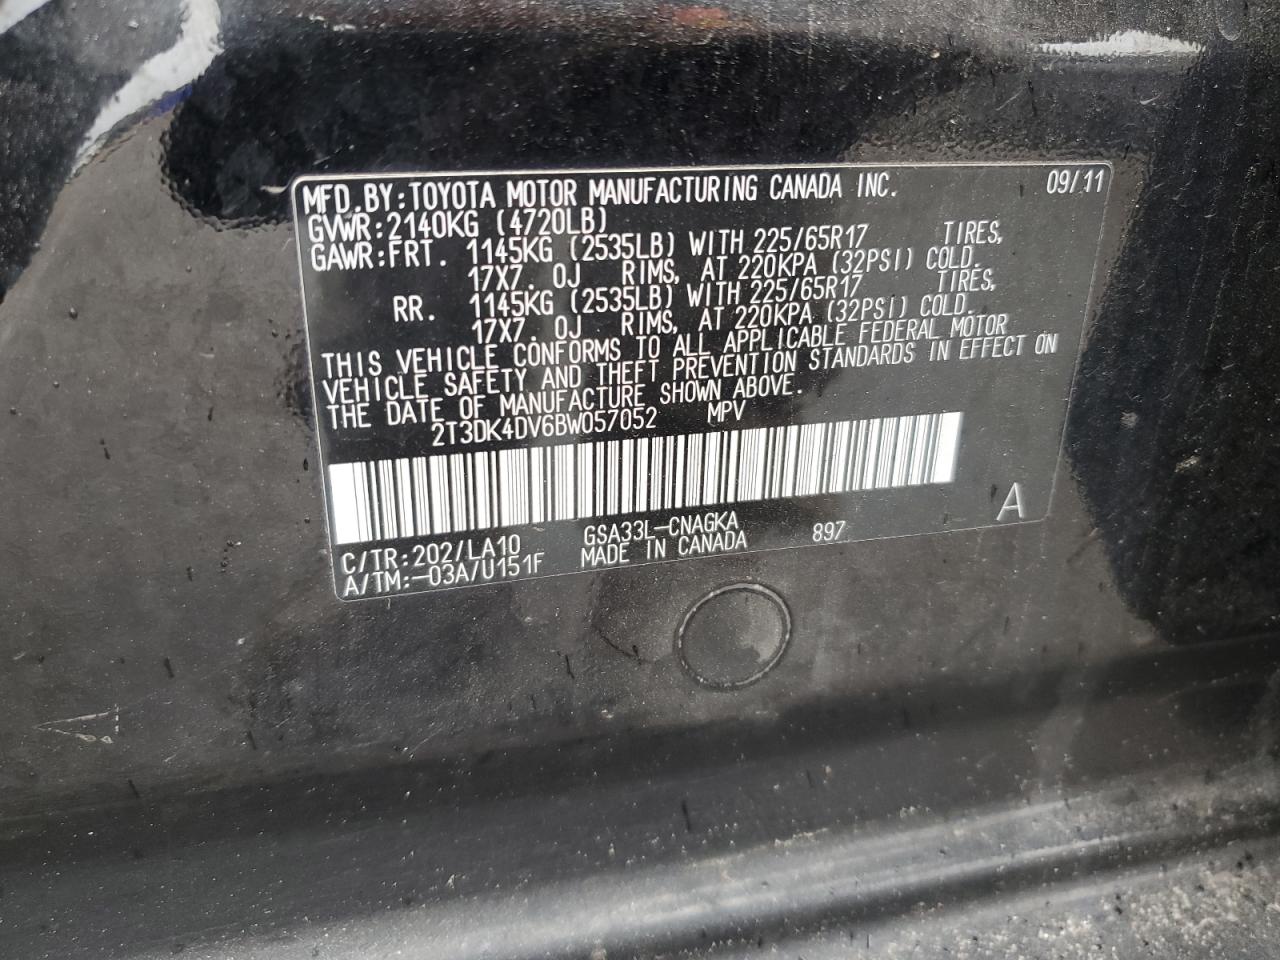 MFD.BY:TOYOTA MOTOR MANUFACTURING CANADA INC. 09/11
GVWR:2140KG (4720LB)
GAWR:FRT. 1145KG (2535LB) WITH 225/65R17 TIRES,
17X7. 0J RIMS, AT 220KPA (32PSI) COLD.
RR. 1145KG (2535LB) WITH 225/65R17 TIRES,
17X7. 0J RIMS, AT 220KPA (32PSI) COLD.
THIS VEHICLE CONFORMS TO ALL APPLICABLE FEDERAL MOTOR
VEHICLE SAFETY AND THEFT PREVENTION STANDARDS IN EFFECT ON
THE DATE OF MANUFACTURE SHOWN ABOVE.
2T3DK4DV6BW057052 MPV
C/TR:202/LA10 GSA33L-CNAGKA 897 A
A/TM:-03A/U151F MADE IN CANADA